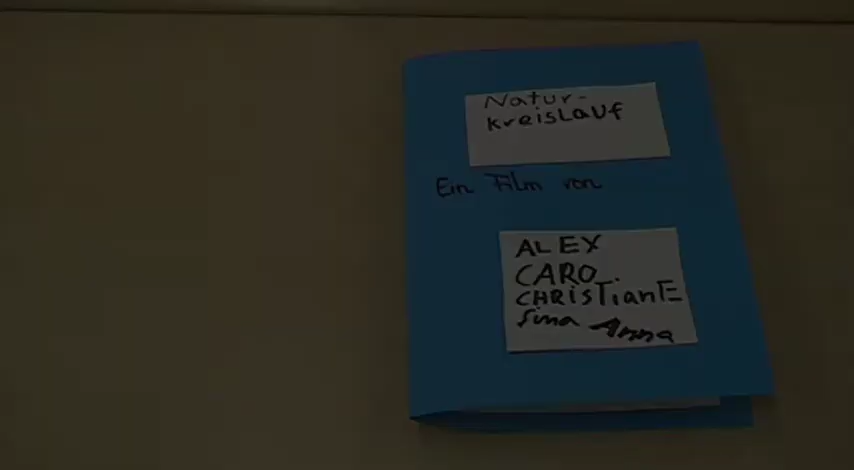 Natur-
kreislauf
Ein Film von
ALEX
CARO
CHRISTianE
Sina Anna